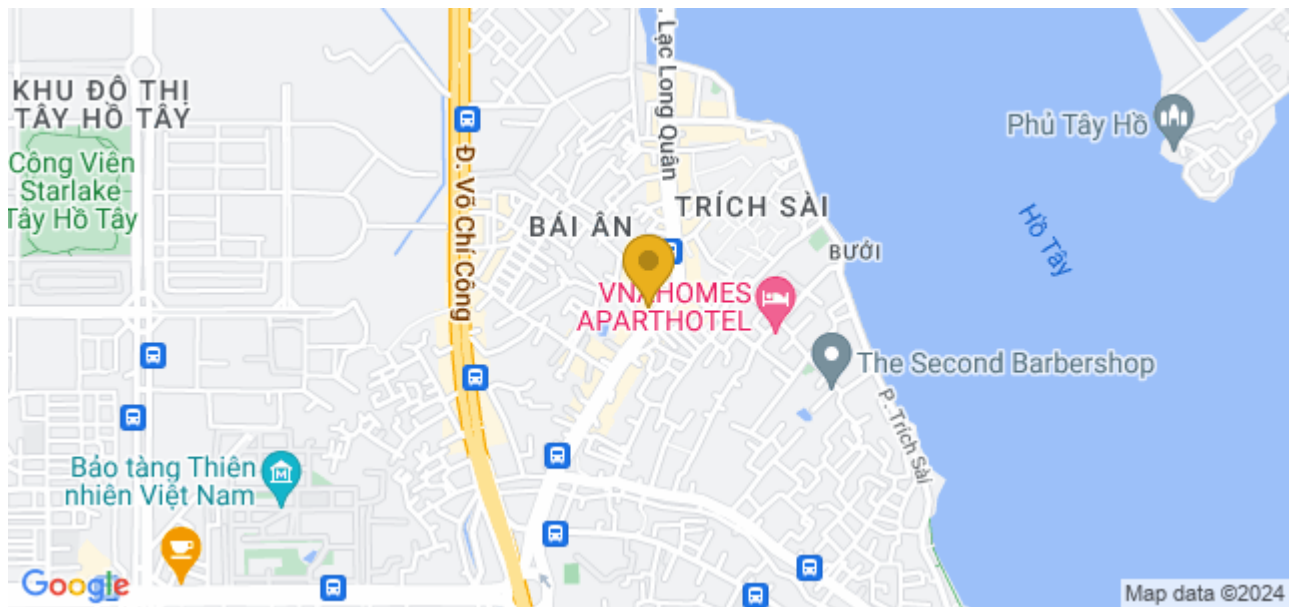 . Lạc Long Quân
KHU ĐÔ THỊ
TÂY HỒ TÂY
Phủ Tây Hồ
Công Viên
Starlake
Tây Hồ Tây
Đ. Võ Chí Công
TRÍCH SÀI
BÁI ÂN
Hồ Tây
BƯỞI
VNAHOMES
APARTHOTEL
The Second Barbershop
P. Trích Sài
Bảo tàng Thiên
nhiên Việt Nam
Google
Map data ©2024